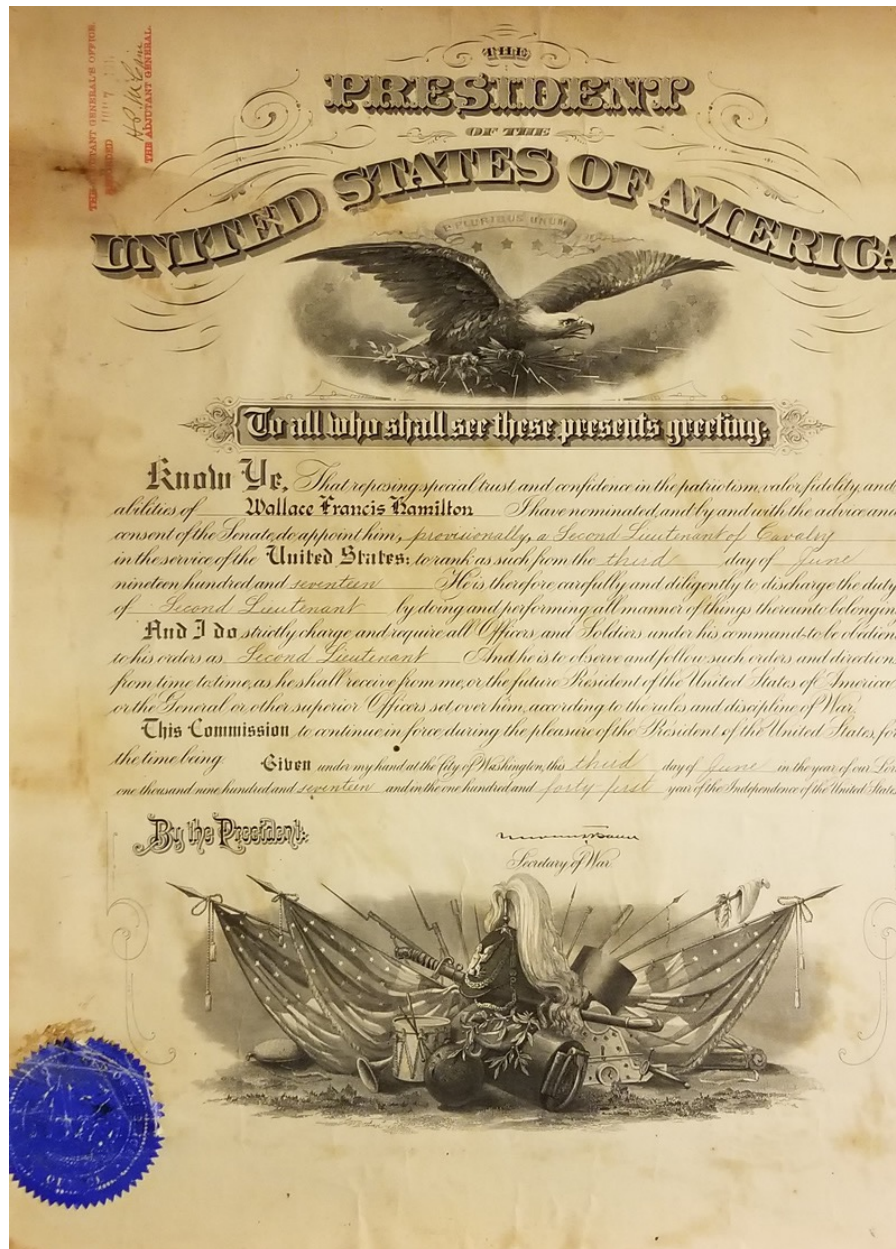 THE ADJUTANT GENERAL'S OFFICE.
RECORDED
THE ADJUTANT GENERAL.
THE
PRESIDENT
OF THE
UNITED STATES OF AMERICA
E PLURIBUS UNUM
To all who shall see these presents greeting:
Know Ye, That reposing special trust and confidence in the patriotism, valor, fidelity, and
abilities of Wallace Francis Hamilton I have nominated, and by and with the advice and
consent of the Senate, do appoint him, provisionally, a Second Lieutenant of Cavalry
in the service of the United States: to rank as such from the third day of June
nineteen hundred and seventeen He is therefore carefully and diligently to discharge the duty
of Second Lieutenant by doing and performing all manner of things thereunto belonging.
And I do strictly charge, and require all Officers, and Soldiers under his command to be obedien
to his orders as Second Lieutenant And he is to observe and follow such orders and direction
from time to time, as he shall receive from me, or the future President of the United States of America
or the General or other superior Officers set over him, according to the rules and discipline of War.
This Commission to continue in force during the pleasure of the President of the United States, for
the time being.
Given under my hand at the City of Washington, this third day of June in the year of our Lor
one thousand nine hundred and seventeen and in the one hundred and forty first year of the Independence of the United States.
By the President:
Secretary of War